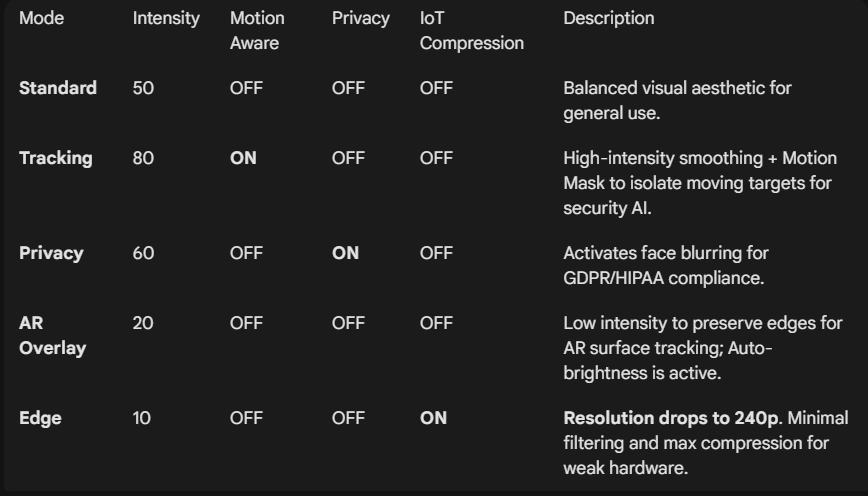 Mode Intensity Motion Aware Privacy IoT Compression Description
Standard 50 OFF OFF OFF Balanced visual aesthetic for
general use.
Tracking 80 ON OFF OFF High-intensity smoothing + Motion
Mask to isolate moving targets for
security AI.
Privacy 60 OFF ON OFF Activates face blurring for
GDPR/HIPAA compliance.
AR Overlay 20 OFF OFF OFF Low intensity to preserve edges for
AR surface tracking; Auto-
brightness is active.
Edge 10 OFF OFF ON Resolution drops to 240p. Minimal
filtering and max compression for
weak hardware.